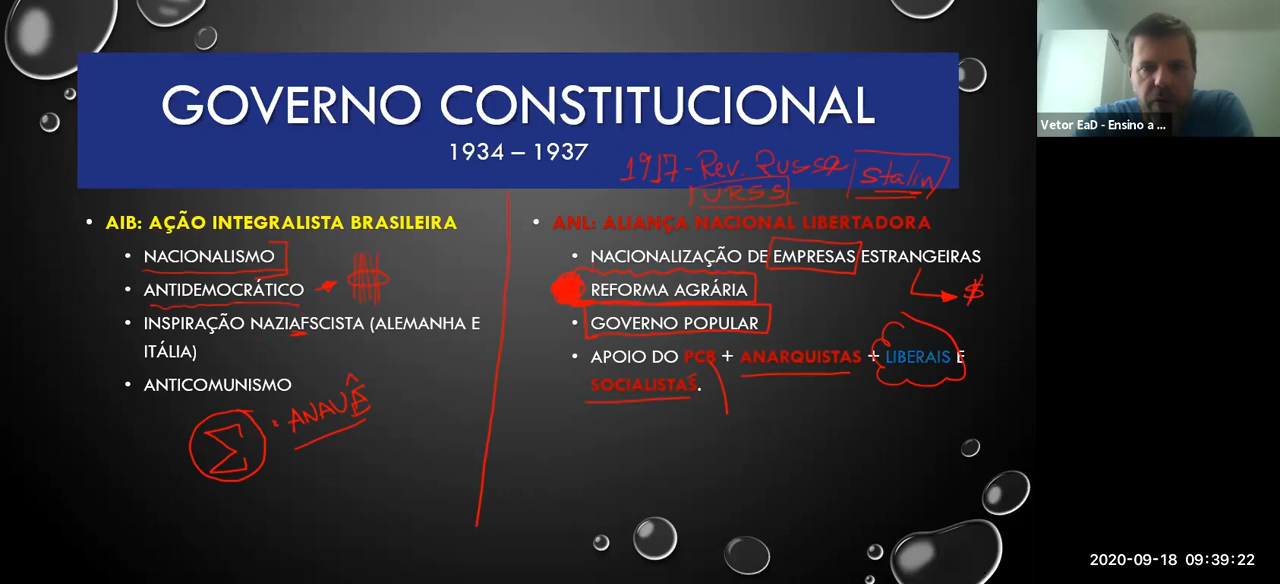 GOVERNO CONSTITUCIONAL
1934 – 1937
1917 - Rev. Russa Stalin
URSS
• AIB: AÇÃO INTEGRALISTA BRASILEIRA
• NACIONALISMO
• ANTIDEMOCRÁTICO
• INSPIRAÇÃO NAZIAFSCISTA (ALEMANHA E
ITÁLIA)
• ANTICOMUNISMO
Σ : ANAUÊ
• ANL: ALIANÇA NACIONAL LIBERTADORA
• NACIONALIZAÇÃO DE EMPRESAS ESTRANGEIRAS
$
• REFORMA AGRÁRIA
• GOVERNO POPULAR
• APOIO DO PCB + ANARQUISTAS + LIBERAIS E
SOCIALISTAS.
Vetor EaD - Ensino a ...
2020-09-18 09:39:22